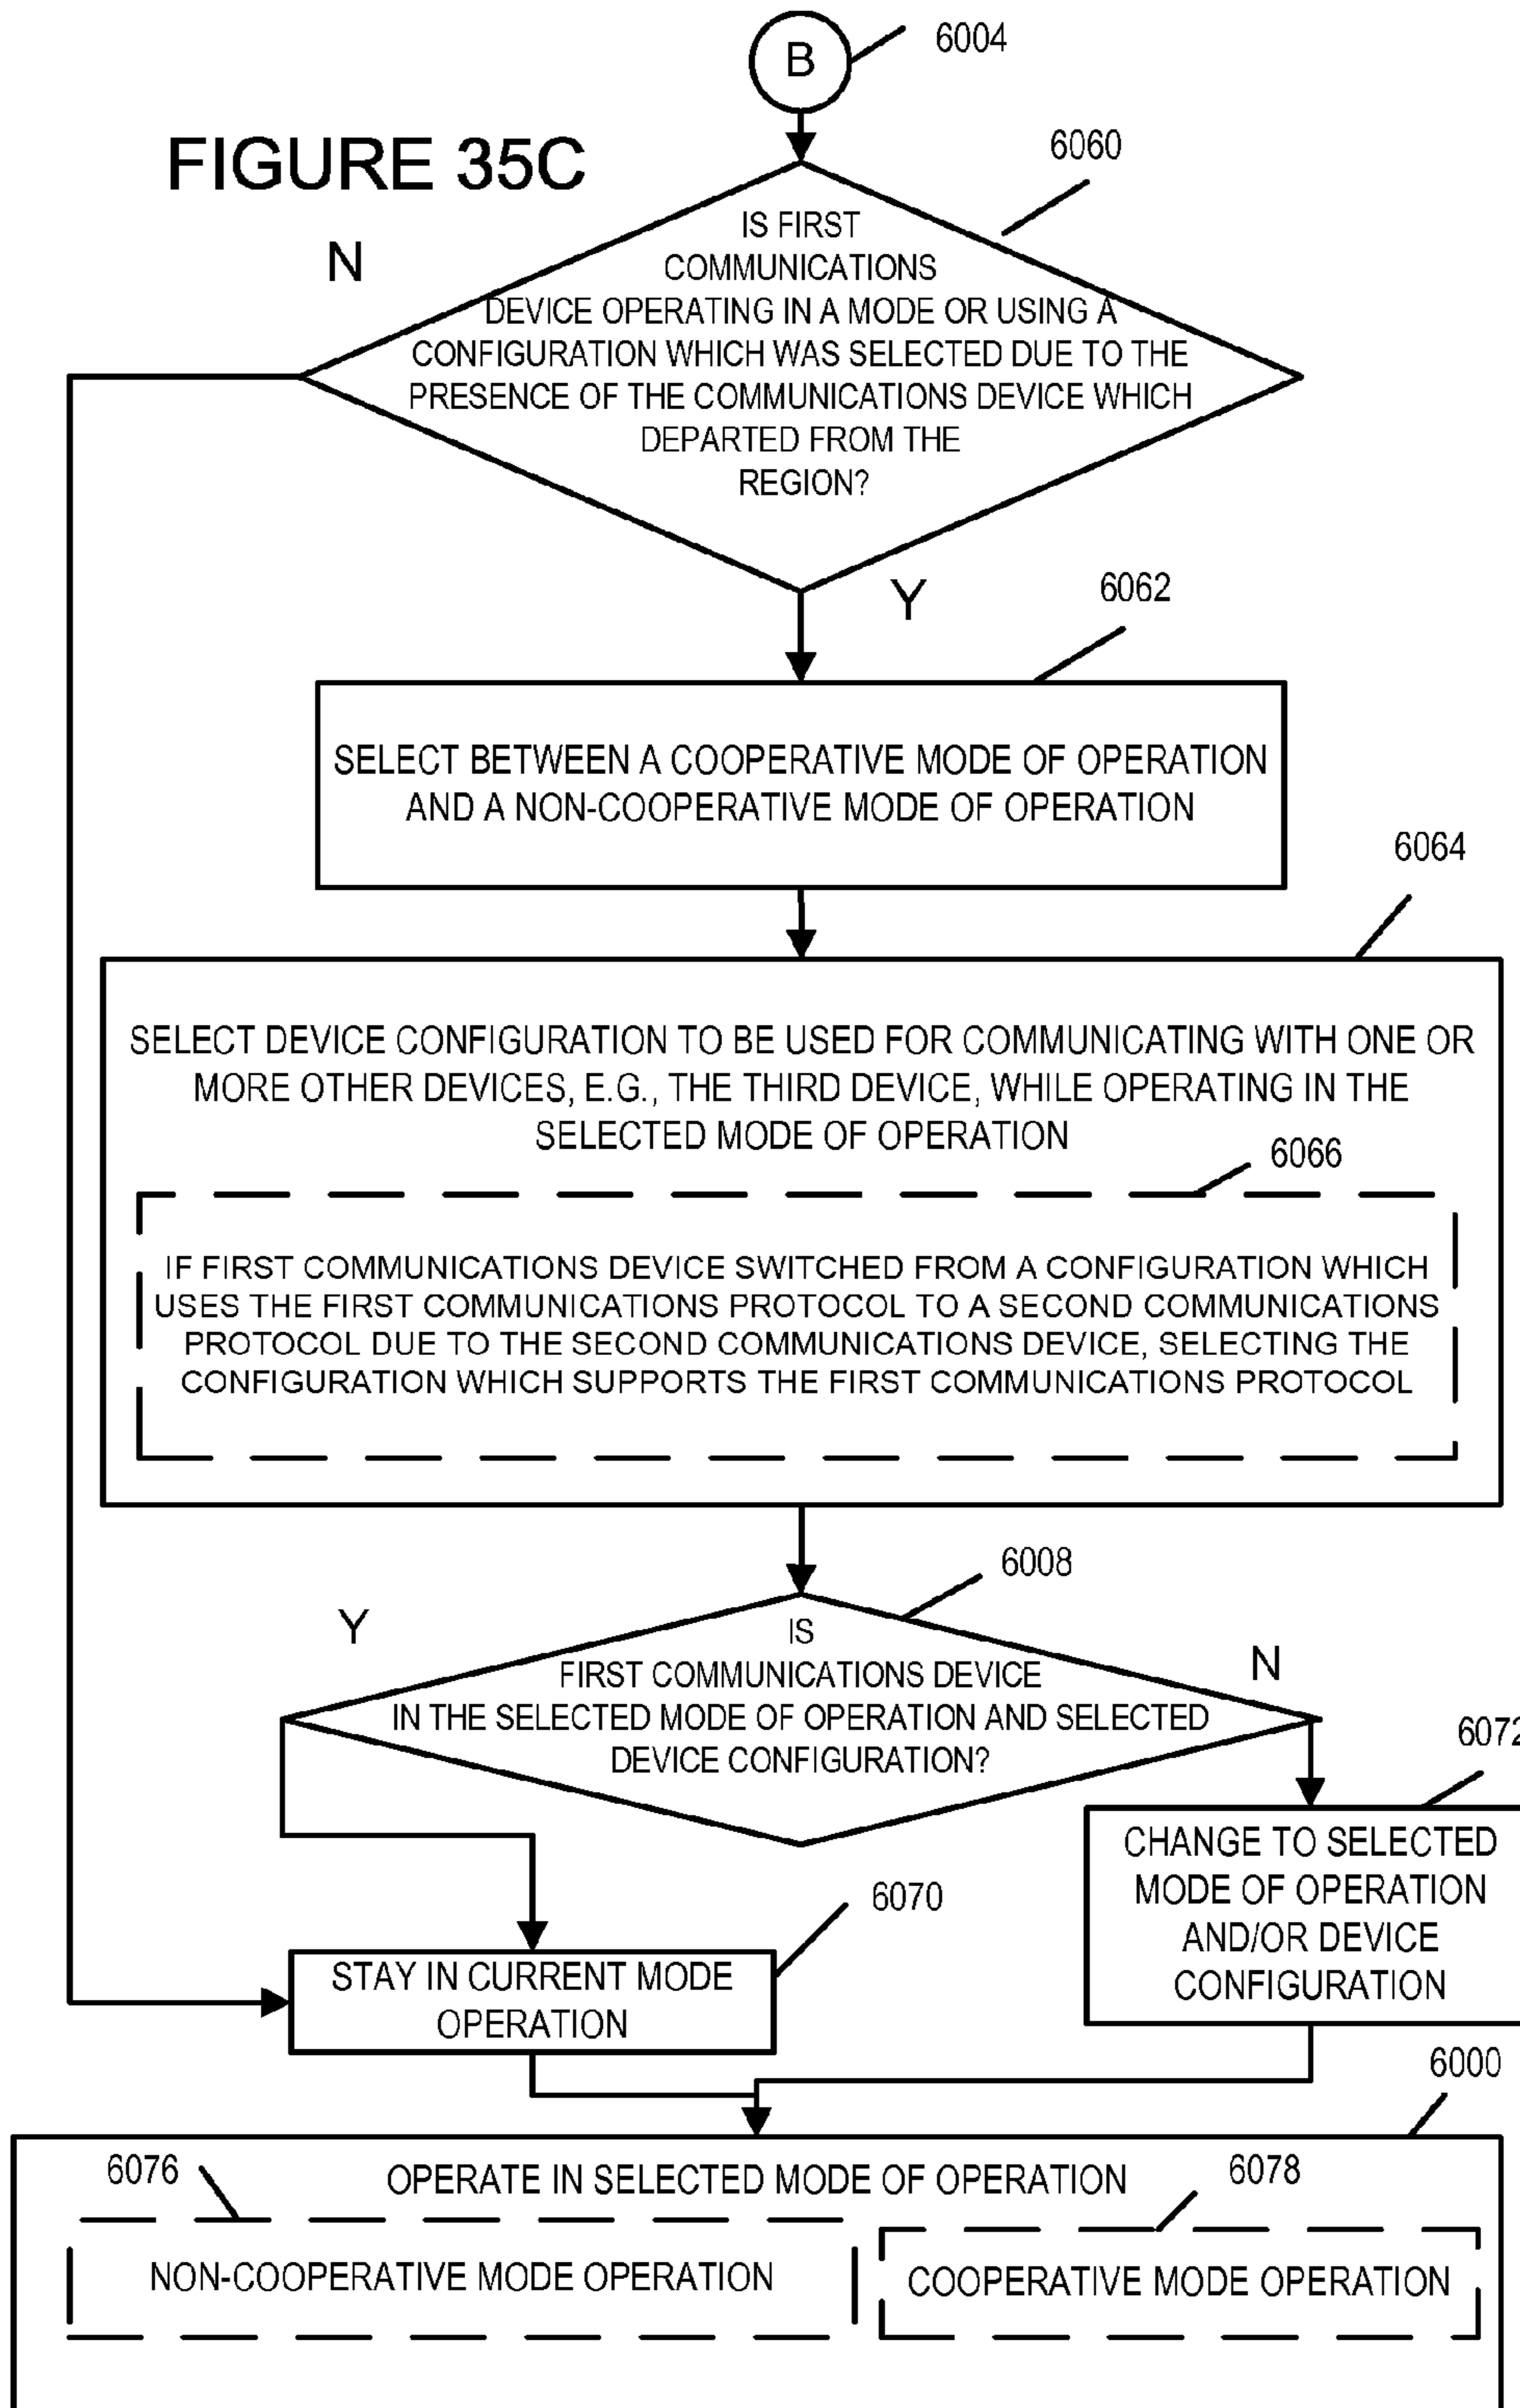 B
6004
FIGURE 35C
6060
N
IS FIRST
COMMUNICATIONS
DEVICE OPERATING IN A MODE OR USING A
CONFIGURATION WHICH WAS SELECTED DUE TO THE
PRESENCE OF THE COMMUNICATIONS DEVICE WHICH
DEPARTED FROM THE
REGION?
Y
6062
SELECT BETWEEN A COOPERATIVE MODE OF OPERATION
AND A NON-COOPERATIVE MODE OF OPERATION
6064
SELECT DEVICE CONFIGURATION TO BE USED FOR COMMUNICATING WITH ONE OR
MORE OTHER DEVICES, E.G., THE THIRD DEVICE, WHILE OPERATING IN THE
SELECTED MODE OF OPERATION
6066
IF FIRST COMMUNICATIONS DEVICE SWITCHED FROM A CONFIGURATION WHICH
USES THE FIRST COMMUNICATIONS PROTOCOL TO A SECOND COMMUNICATIONS
PROTOCOL DUE TO THE SECOND COMMUNICATIONS DEVICE, SELECTING THE
CONFIGURATION WHICH SUPPORTS THE FIRST COMMUNICATIONS PROTOCOL
6008
Y
N
IS
FIRST COMMUNICATIONS DEVICE
IN THE SELECTED MODE OF OPERATION AND SELECTED
DEVICE CONFIGURATION?
6072
CHANGE TO SELECTED
MODE OF OPERATION
AND/OR DEVICE
CONFIGURATION
6070
STAY IN CURRENT MODE
OPERATION
6000
OPERATE IN SELECTED MODE OF OPERATION
6076
6078
NON-COOPERATIVE MODE OPERATION
COOPERATIVE MODE OPERATION